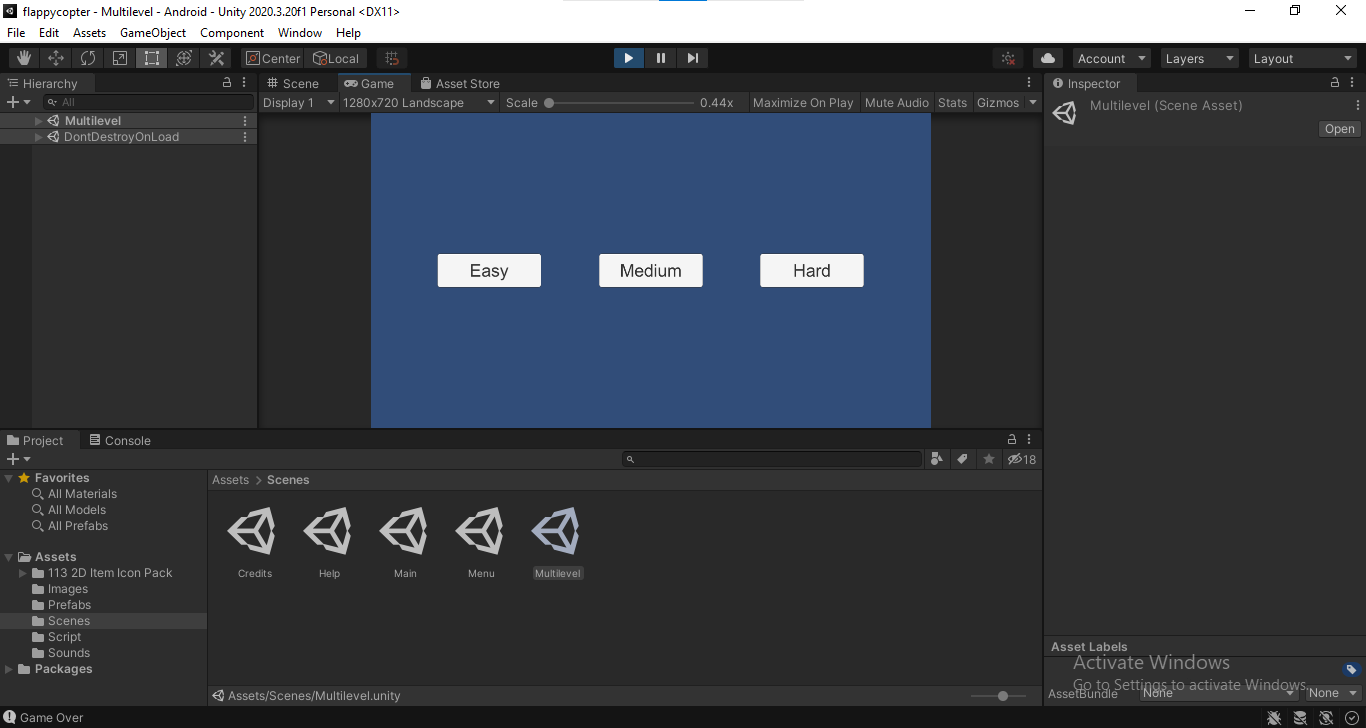 flappycopter - Multilevel - Android - Unity 2020.3.20f1 Personal <DX11>
File Edit Assets GameObject Component Window Help
Center Local Account Layers Layout
Hierarchy
All
Multilevel
DontDestroyOnLoad
Scene Game Asset Store
Display 1 1280x720 Landscape Scale 0.44x Maximize On Play Mute Audio Stats Gizmos
Easy Medium Hard
Inspector
Multilevel (Scene Asset)
Open
Project Console
18
Favorites
All Materials
All Models
All Prefabs
Assets
113 2D Item Icon Pack
Images
Prefabs
Scenes
Script
Sounds
Packages
Assets > Scenes
Credits Help Main Menu Multilevel
Assets/Scenes/Multilevel.unity
Asset Labels
Activate Windows
Go to Settings to activate Windows.
AssetBundle None None
Game Over